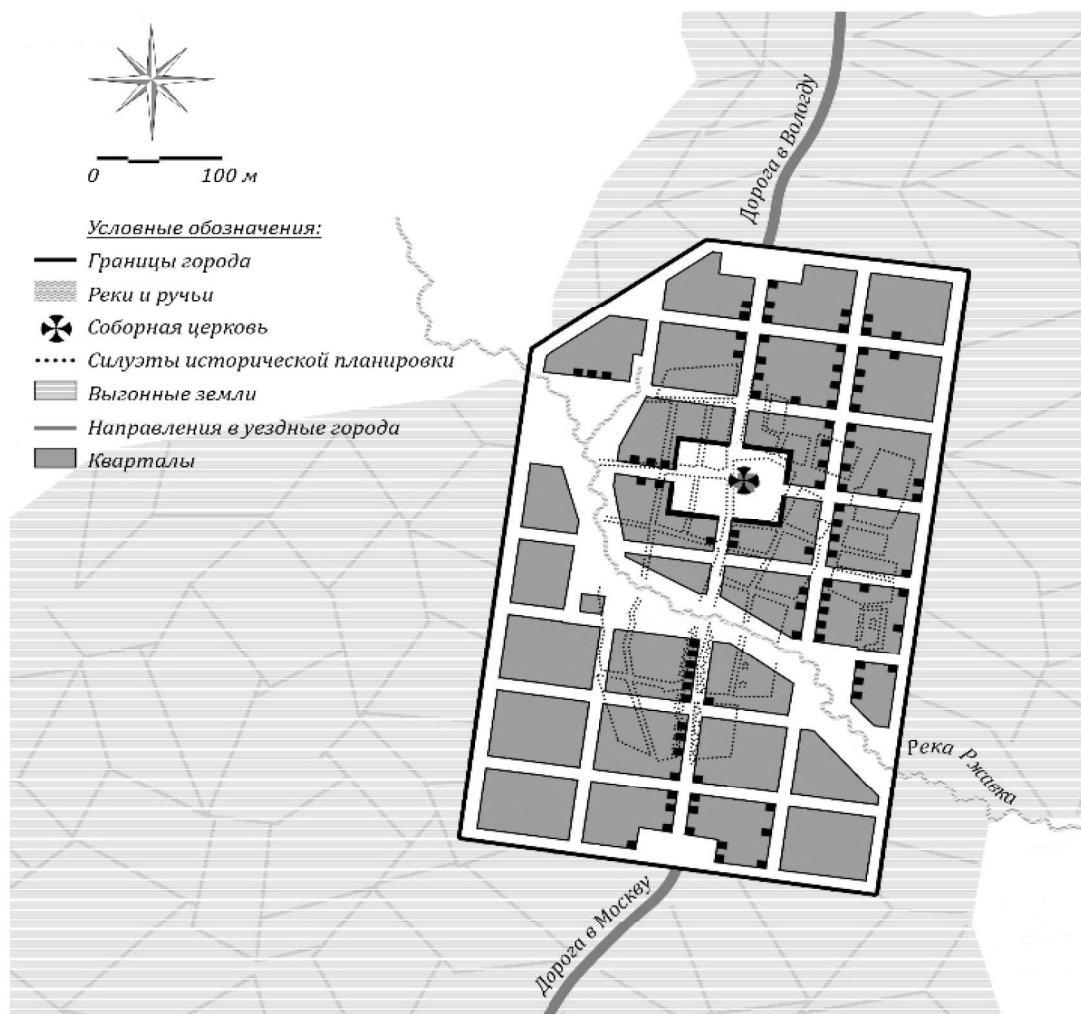 Дорога в Вологду
0 100 м
Условные обозначения:
Границы города
Реки и ручьи
Соборная церковь
Силуэты исторической планировки
Выгонные земли
Направления в уездные города
Кварталы
Река Ржавка
Дорога в Москву